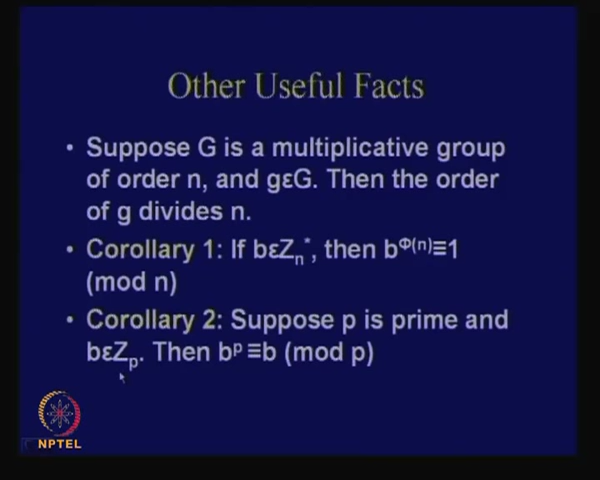 Other Useful Facts
• Suppose G is a multiplicative group
of order n, and gεG. Then the order
of g divides n.
• Corollary 1: If bεZₙ*, then b^Φ(n)≡1
(mod n)
• Corollary 2: Suppose p is prime and
bεZₚ. Then bᵖ ≡b (mod p)
NPTEL